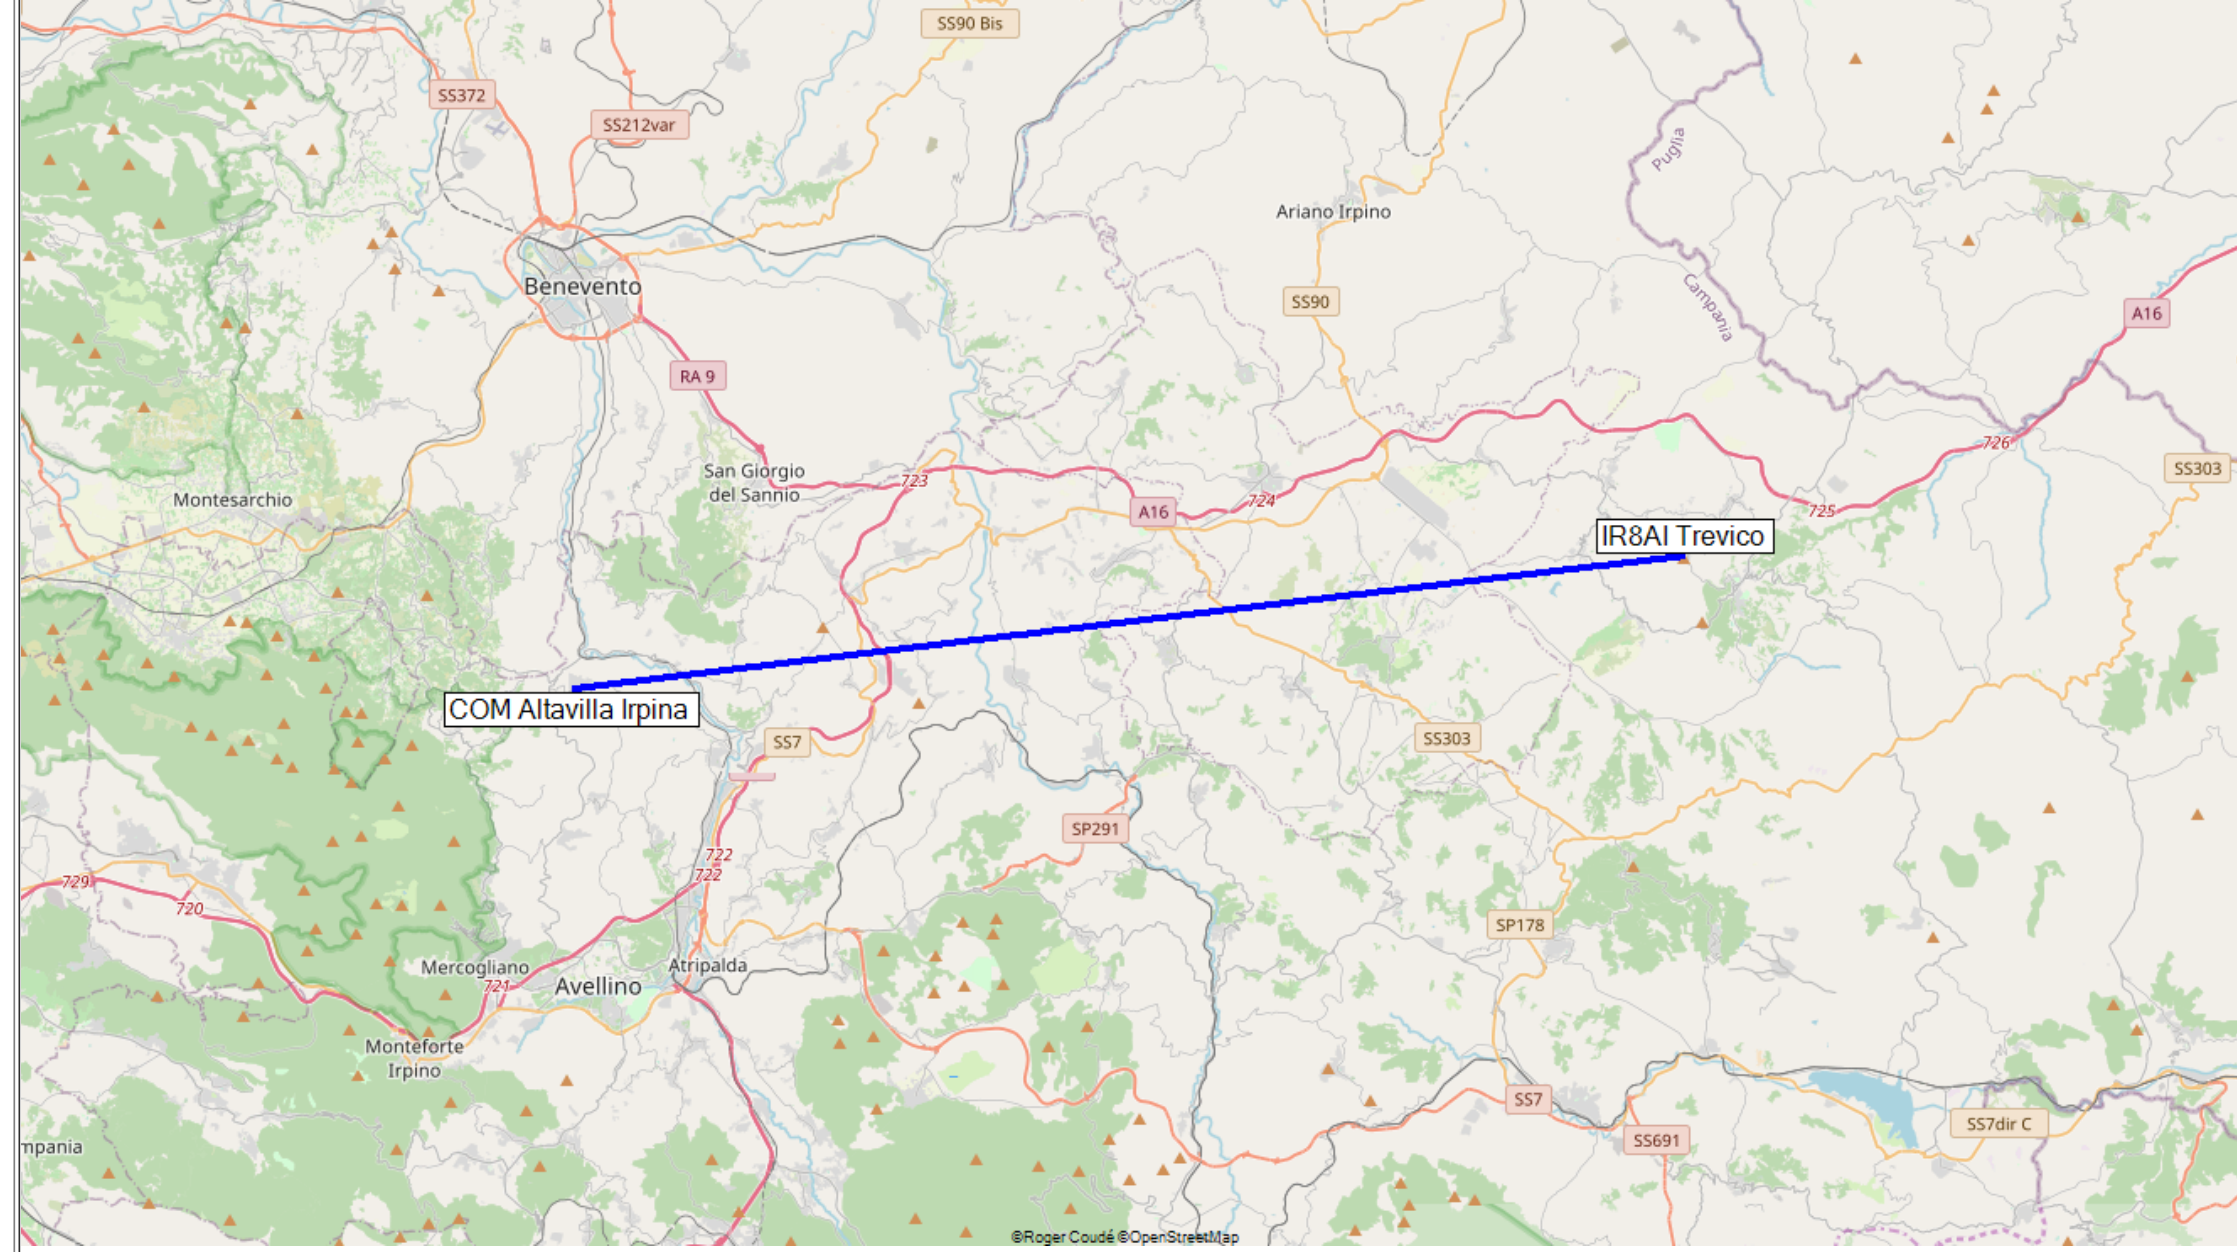 SS90 Bis
SS372
SS212var
Puglia
Ariano Irpino
Benevento
SS90
Campania
A16
RA 9
San Giorgio
del Sannio
723
726
SS303
Montesarchio
724
A16
725
IR8AI Trevico
COM Altavilla Irpina
SS7
SS303
SP291
722
722
729
720
SP178
Mercogliano
Atripalda
721
Avellino
Monteforte
Irpino
SS7
SS7dir C
SS691
mpania
©Roger Coudé ©OpenStreetMap